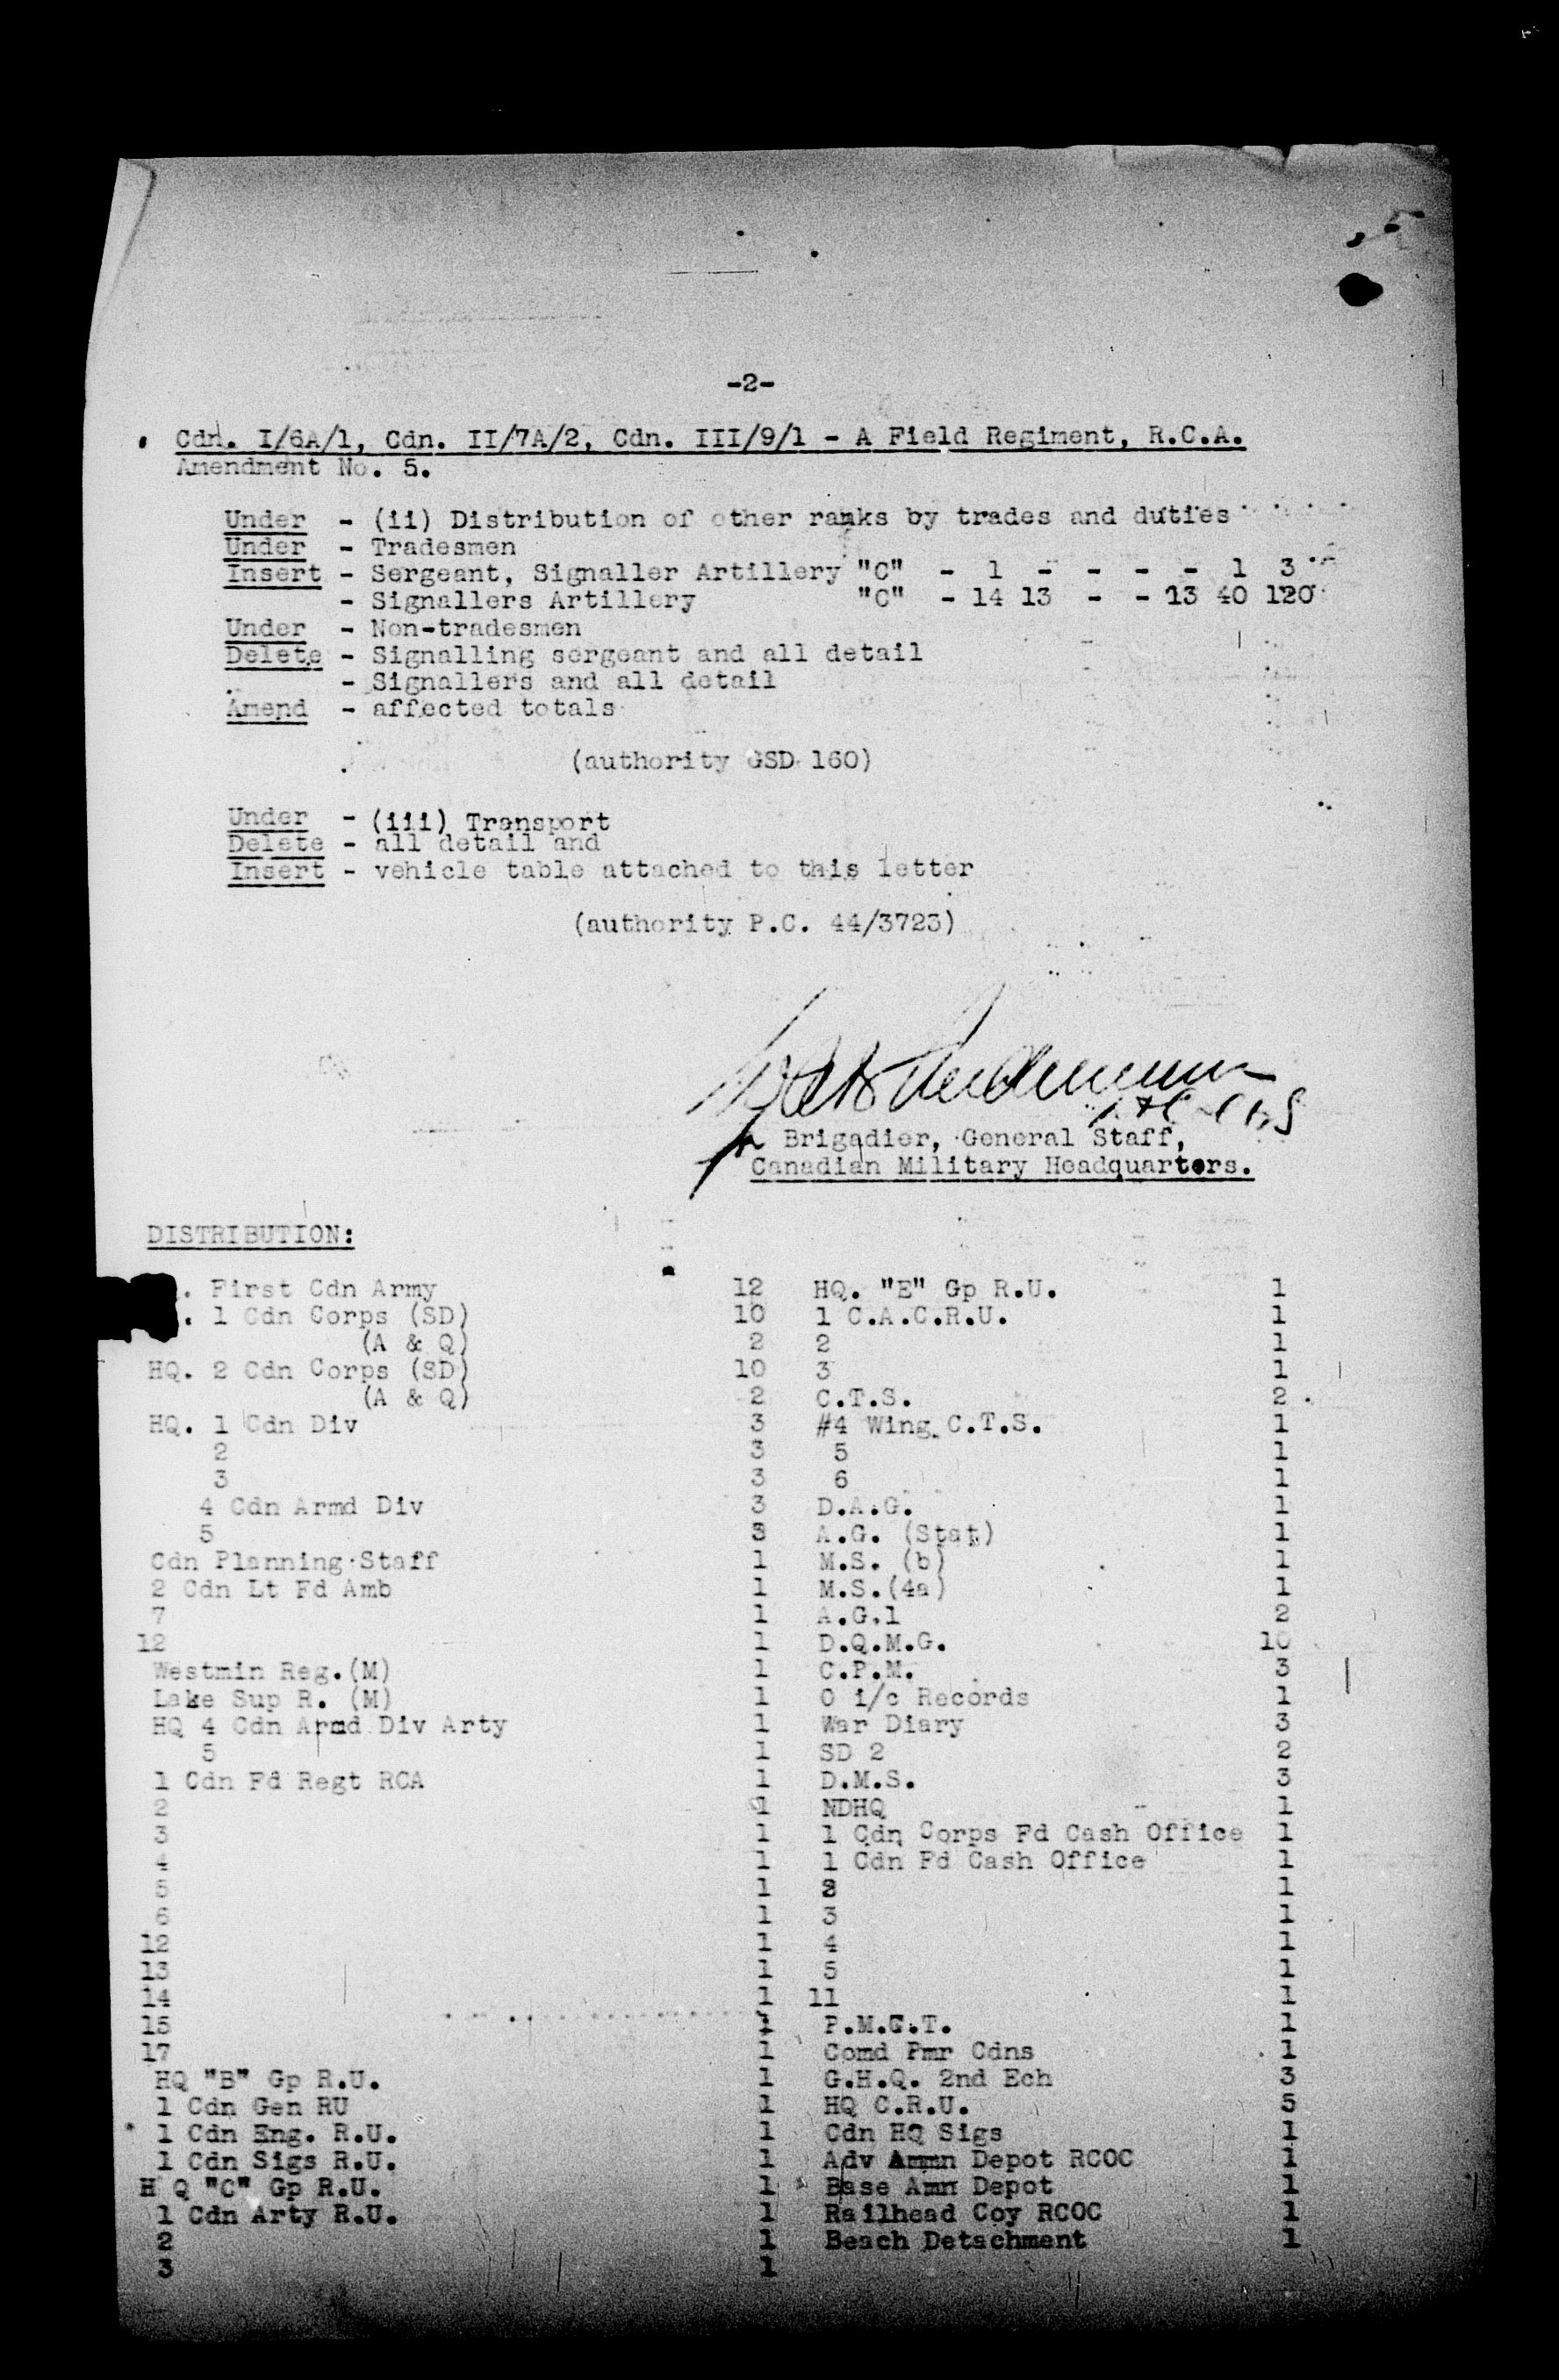 -2-
Cdn. I/6A/1, Cdn. II/7A/2, Cdn. III/9/1 - A Field Regiment, R.C.A.
Amendment No. 5.
Under - (ii) Distribution of other ranks by trades and duties
Under - Tradesmen
Insert - Sergeant, Signaller Artillery "C" - 1 - - - - 1 3
- Signallers Artillery "C" - 14 13 - - 13 40 120
Under - Non-tradesmen
Delete - Signalling sergeant and all detail
- Signallers and all detail
Amend - affected totals
(authority GSD 160)
Under - (iii) Transport
Delete - all detail and
Insert - vehicle table attached to this letter
(authority P.C. 44/3723)
Brigadier, General Staff,
Canadian Military Headquarters.
DISTRIBUTION:
. First Cdn Army 12 HQ. "E" Gp R.U. 1
. 1 Cdn Corps (SD) 10 1 C.A.C.R.U. 1
(A & Q) 2 2 1
HQ. 2 Cdn Corps (SD) 10 3 1
(A & Q) 2 C.T.S. 2
HQ. 1 Cdn Div 3 #4 Wing C.T.S. 1
2 3 5 1
3 3 6 1
4 Cdn Armd Div 3 D.A.G. 1
5 3 A.G. (Stat) 1
Cdn Planning Staff 1 M.S. (b) 1
2 Cdn Lt Fd Amb 1 M.S.(4a) 1
7 1 A.G.1 2
12 1 D.Q.M.G. 10
Westmin Reg.(M) 1 C.P.M. 3
Lake Sup R. (M) 1 O i/c Records 1
HQ 4 Cdn Armd Div Arty 1 War Diary 3
5 1 SD 2 2
1 Cdn Fd Regt RCA 1 D.M.S. 3
2 1 NDHQ 1
3 1 1 Cdn Corps Fd Cash Office 1
4 1 1 Cdn Fd Cash Office 1
5 1 2 1
6 1 3 1
12 1 4 1
13 1 5 1
14 1 11 1
15 1 P.M.C.T. 1
17 1 Comd Pmr Cdns 1
HQ "B" Gp R.U. 1 G.H.Q. 2nd Ech 3
1 Cdn Gen RU 1 HQ C.R.U. 5
1 Cdn Eng. R.U. 1 Cdn HQ Sigs 1
1 Cdn Sigs R.U. 1 Adv Ammn Depot RCOC 1
H Q "C" Gp R.U. 1 Base Amn Depot 1
1 Cdn Arty R.U. 1 Railhead Coy RCOC 1
2 1 Beach Detachment 1
3 1